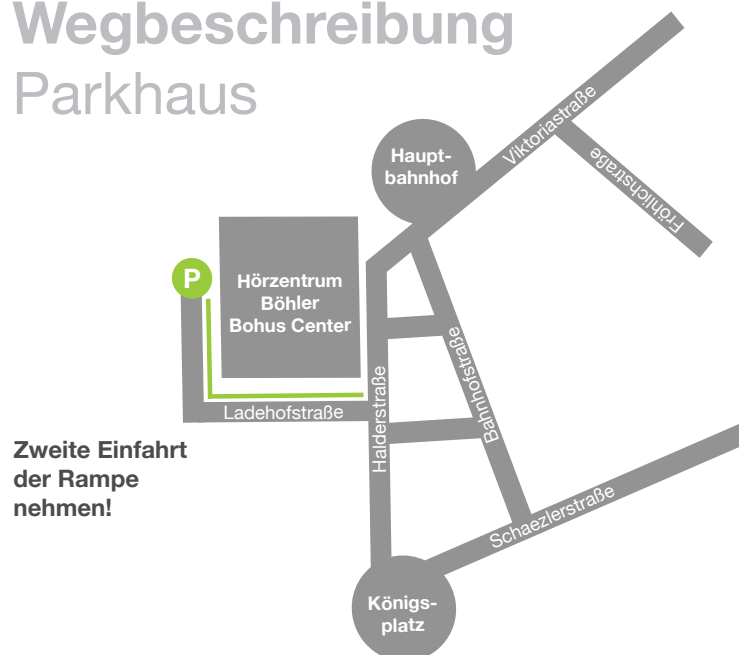 Wegbeschreibung
Parkhaus
Viktoriastraße
Haupt-
bahnhof
Fröhlichstraße
P
Hörzentrum
Böhler
Bohus Center
Bahnhofstraße
Halderstraße
Ladehofstraße
Zweite Einfahrt
der Rampe
nehmen!
Schaezlerstraße
Königs-
platz